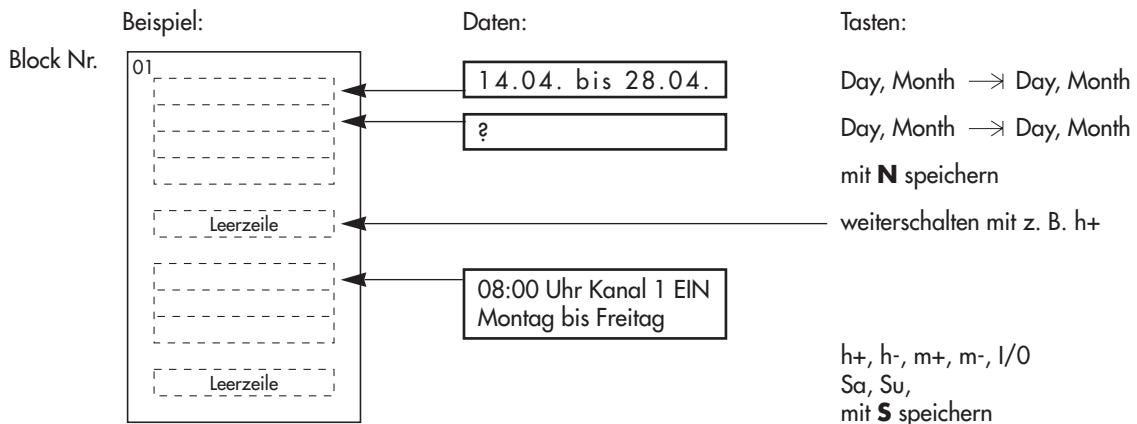 Beispiel: Daten: Tasten:
Block Nr. 01
14.04. bis 28.04. Day, Month → Day, Month
? Day, Month → Day, Month
mit N speichern
Leerzeile weiterschalten mit z. B. h+
08:00 Uhr Kanal 1 EIN
Montag bis Freitag
h+, h-, m+, m-, I/0
Leerzeile Sa, Su,
mit S speichern